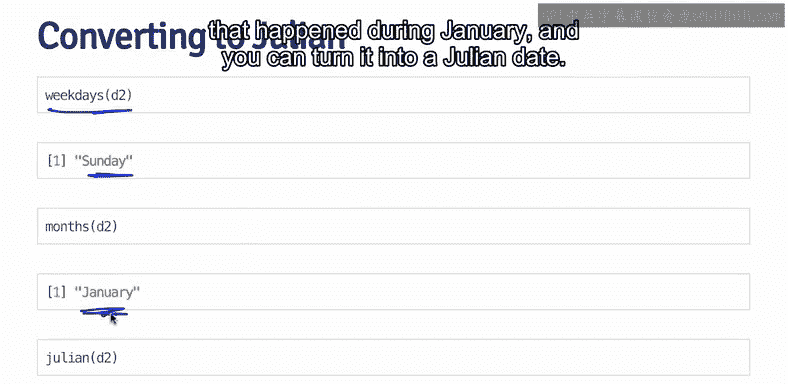 that happened during January, and
you can turn it into a Julian date.
Converting to Julian
weekdays(d2)
[1] "Sunday"
months(d2)
[1] "January"
julian(d2)